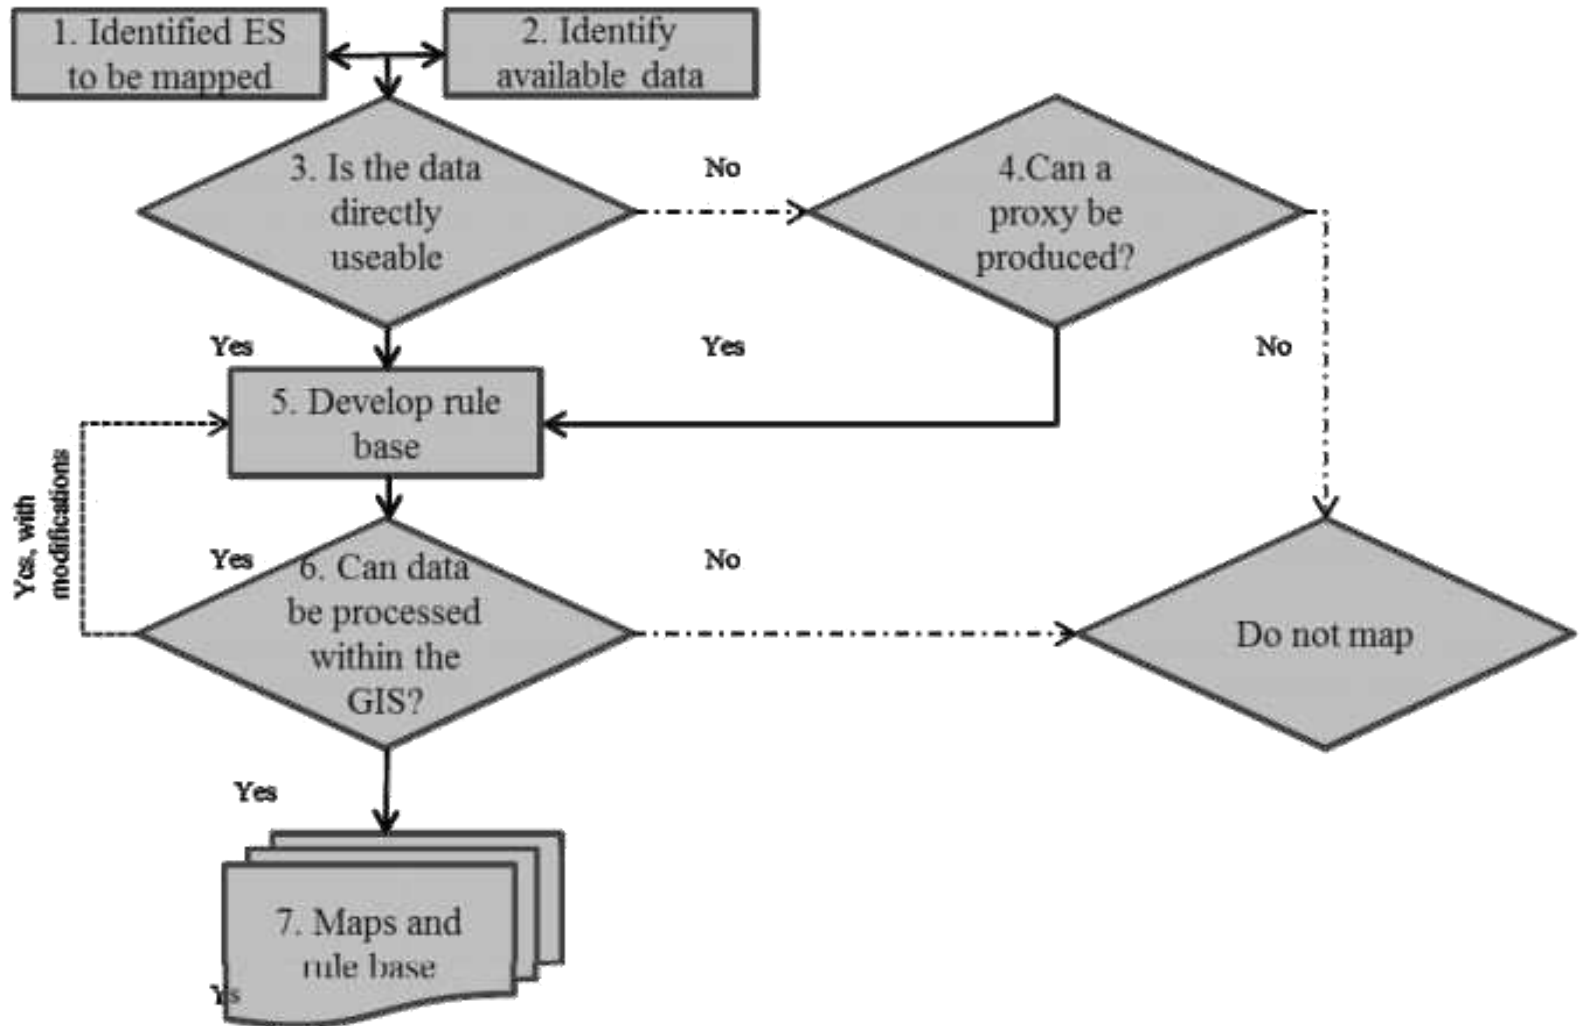 1. Identified ES
to be mapped
2. Identify
available data
3. Is the data
directly
useable
No
4.Can a
proxy be
produced?
Yes
Yes
No
5. Develop rule
base
Yes, with
modifications
Yes
6. Can data
be processed
within the
GIS?
No
Do not map
Yes
7. Maps and
rule base
Ys